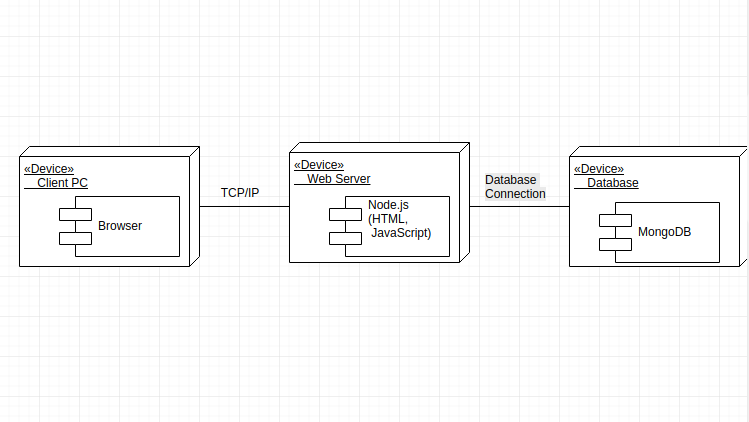 «Device»
Client PC
Browser
TCP/IP
«Device»
Web Server
Node.js
(HTML,
JavaScript)
Database
Connection
«Device»
Database
MongoDB